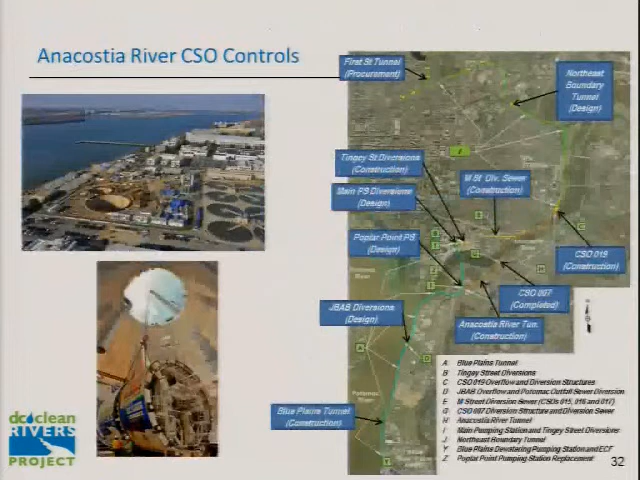 Anacostia River CSO Controls
First St Tunnel
(Procurement)
Northeast
Boundary
Tunnel
(Design)
Tingey St Diversions
(Construction)
M St Div. Sewer
(Construction)
Main PS Diversions
(Design)
Poplar Point PS
(Design)
CSO 019
(Construction)
CSO 007
(Completed)
JBAB Diversions
(Design)
Anacostia River Tun.
(Construction)
Blue Plains Tunnel
(Construction)
Potomac
River
A Blue Plains Tunnel
B Tingey Street Diversions
C CSO 019 Overflow and Diversion Structures
D JBAB Overflow and Potomac Outfall Sewer Diversion
E M Street Diversion Sewer (CSOs 015, 016 and 017)
G CSO 007 Diversion Structure and Diversion Sewer
H Anacostia River Tunnel
I Main Pumping Station and Tingey Street Diversions
J Northeast Boundary Tunnel
Y Blue Plains Dewatering Pumping Station and ECF
Z Poplar Point Pumping Station Replacement
dc clean
RIVERS
PROJECT
32